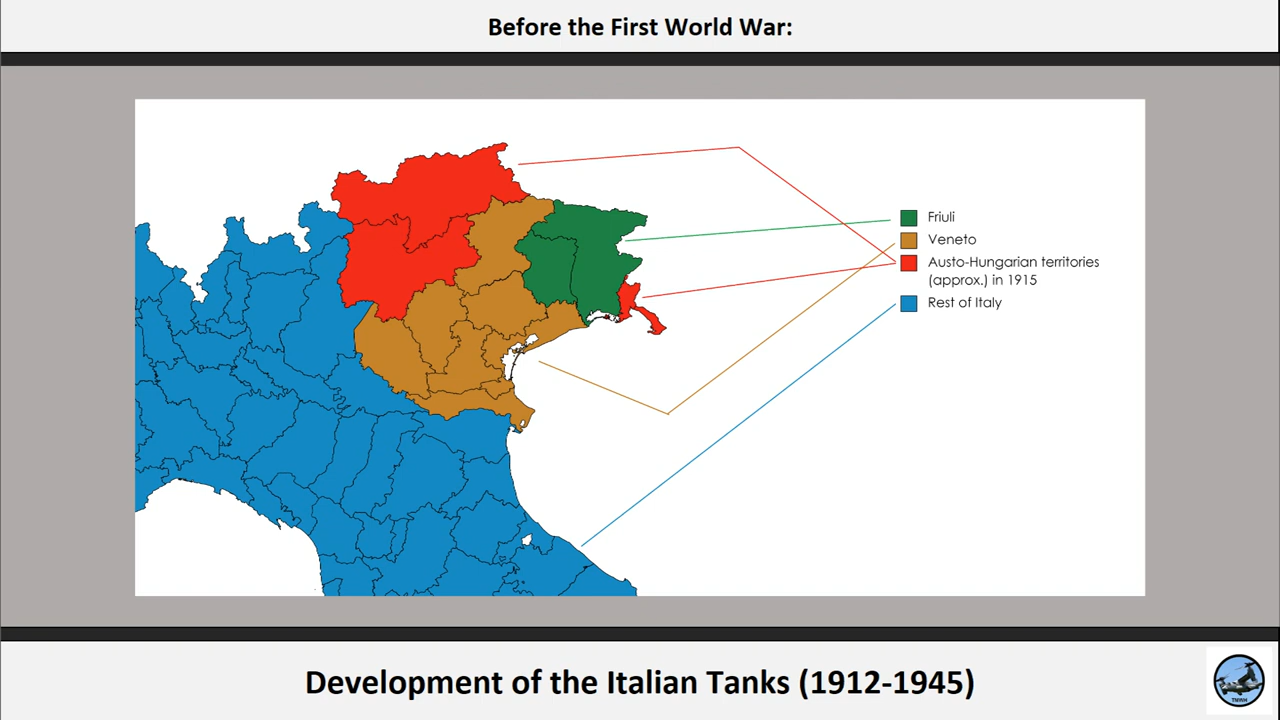 Before the First World War:
Friuli
Veneto
Austo-Hungarian territories
(approx.) in 1915
Rest of Italy
Development of the Italian Tanks (1912-1945)